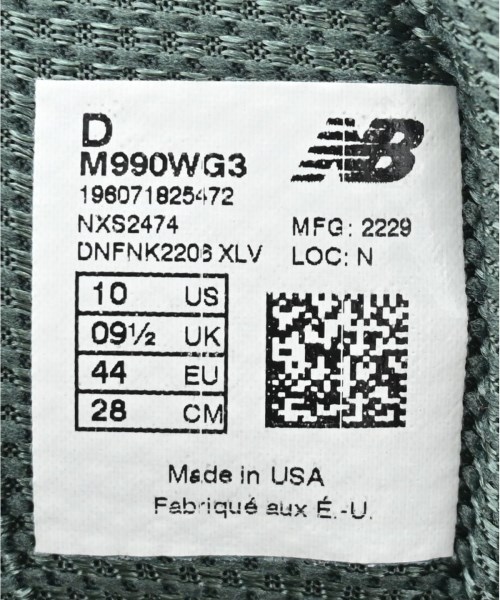 D
M990WG3
196071825472
NXS2474
DNFNK2206 XLV
NB
MFG: 2229
LOC: N
10 US
09½ UK
44 EU
28 CM
Made in USA
Fabriqué aux É.-U.